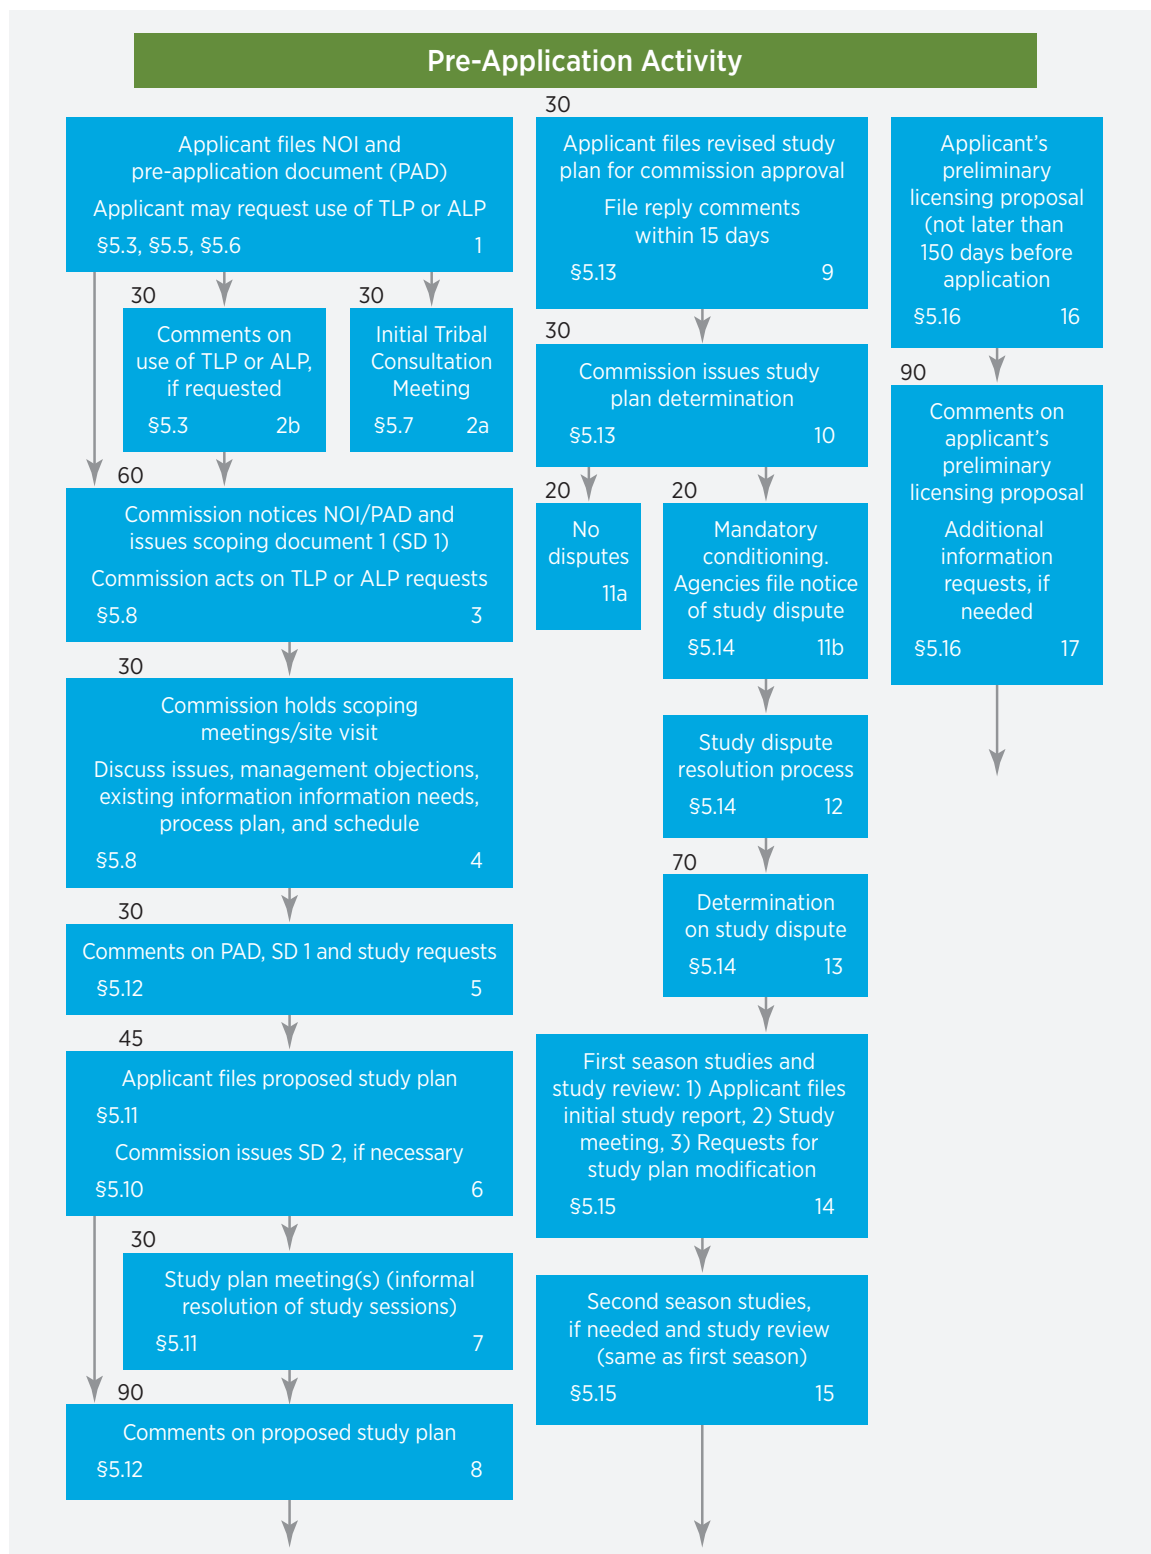 Pre-Application Activity
Applicant files NOI and
pre-application document (PAD)
Applicant may request use of TLP or ALP
§5.3, §5.5, §5.6 1
30
Comments on
use of TLP or ALP,
if requested
§5.3 2b
30
Initial Tribal
Consultation
Meeting
§5.7 2a
60
Commission notices NOI/PAD and
issues scoping document 1 (SD 1)
Commission acts on TLP or ALP requests
§5.8 3
30
Commission holds scoping
meetings/site visit
Discuss issues, management objections,
existing information information needs,
process plan, and schedule
§5.8 4
30
Comments on PAD, SD 1 and study requests
§5.12 5
45
Applicant files proposed study plan
§5.11
Commission issues SD 2, if necessary
§5.10 6
30
Study plan meeting(s) (informal
resolution of study sessions)
§5.11 7
90
Comments on proposed study plan
§5.12 8
30
Applicant files revised study
plan for commission approval
File reply comments
within 15 days
§5.13 9
30
Commission issues study
plan determination
§5.13 10
20
No
disputes
11a
20
Mandatory
conditioning.
Agencies file notice
of study dispute
§5.14 11b
Study dispute
resolution process
§5.14 12
70
Determination
on study dispute
§5.14 13
First season studies and
study review: 1) Applicant files
initial study report, 2) Study
meeting, 3) Requests for
study plan modification
§5.15 14
Second season studies,
if needed and study review
(same as first season)
§5.15 15
Applicant's
preliminary
licensing proposal
(not later than
150 days before
application
§5.16 16
90
Comments on
applicant's
preliminary
licensing proposal
Additional
information
requests, if
needed
§5.16 17